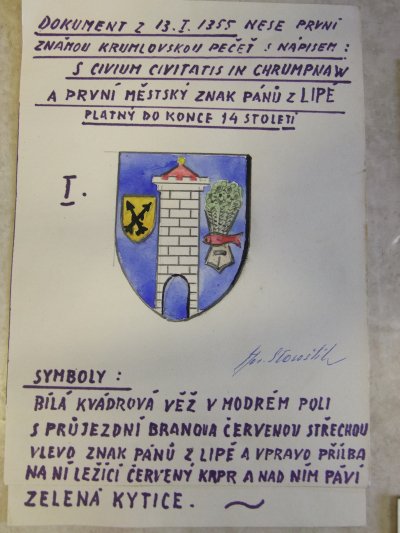 DOKUMENT Z 13. I. 1355 NESE PRVNÍ
ZNÁMOU KRUMLOVSKOU PEČEŤ S NÁPISEM:
S CIVIUM CIVITATIS IN CHRUMPNAW
A PRVNÍ MĚSTSKÝ ZNAK PÁNŮ Z LIPÉ
PLATNÝ DO KONCE 14 STOLETÍ
I.
SYMBOLY:
BÍLÁ KVÁDROVÁ VĚŽ V MODRÉM POLI
S PRŮJEZDNÍ BRANOU A ČERVENOU STŘECHOU
VLEVO ZNAK PÁNŮ Z LIPÉ A VPRAVO PŘÍLBA
NA NÍ LEŽÍCÍ ČERVENÝ KAPR A NAD NÍM PÁVÍ
ZELENÁ KYTICE.